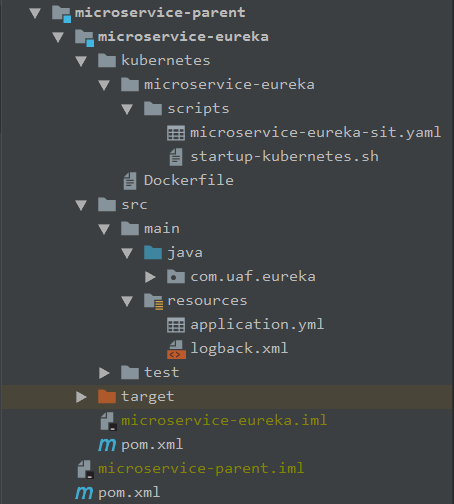 microservice-parent
microservice-eureka
kubernetes
microservice-eureka
scripts
microservice-eureka-sit.yaml
startup-kubernetes.sh
Dockerfile
src
main
java
com.uaf.eureka
resources
application.yml
logback.xml
test
target
microservice-eureka.iml
pom.xml
microservice-parent.iml
pom.xml